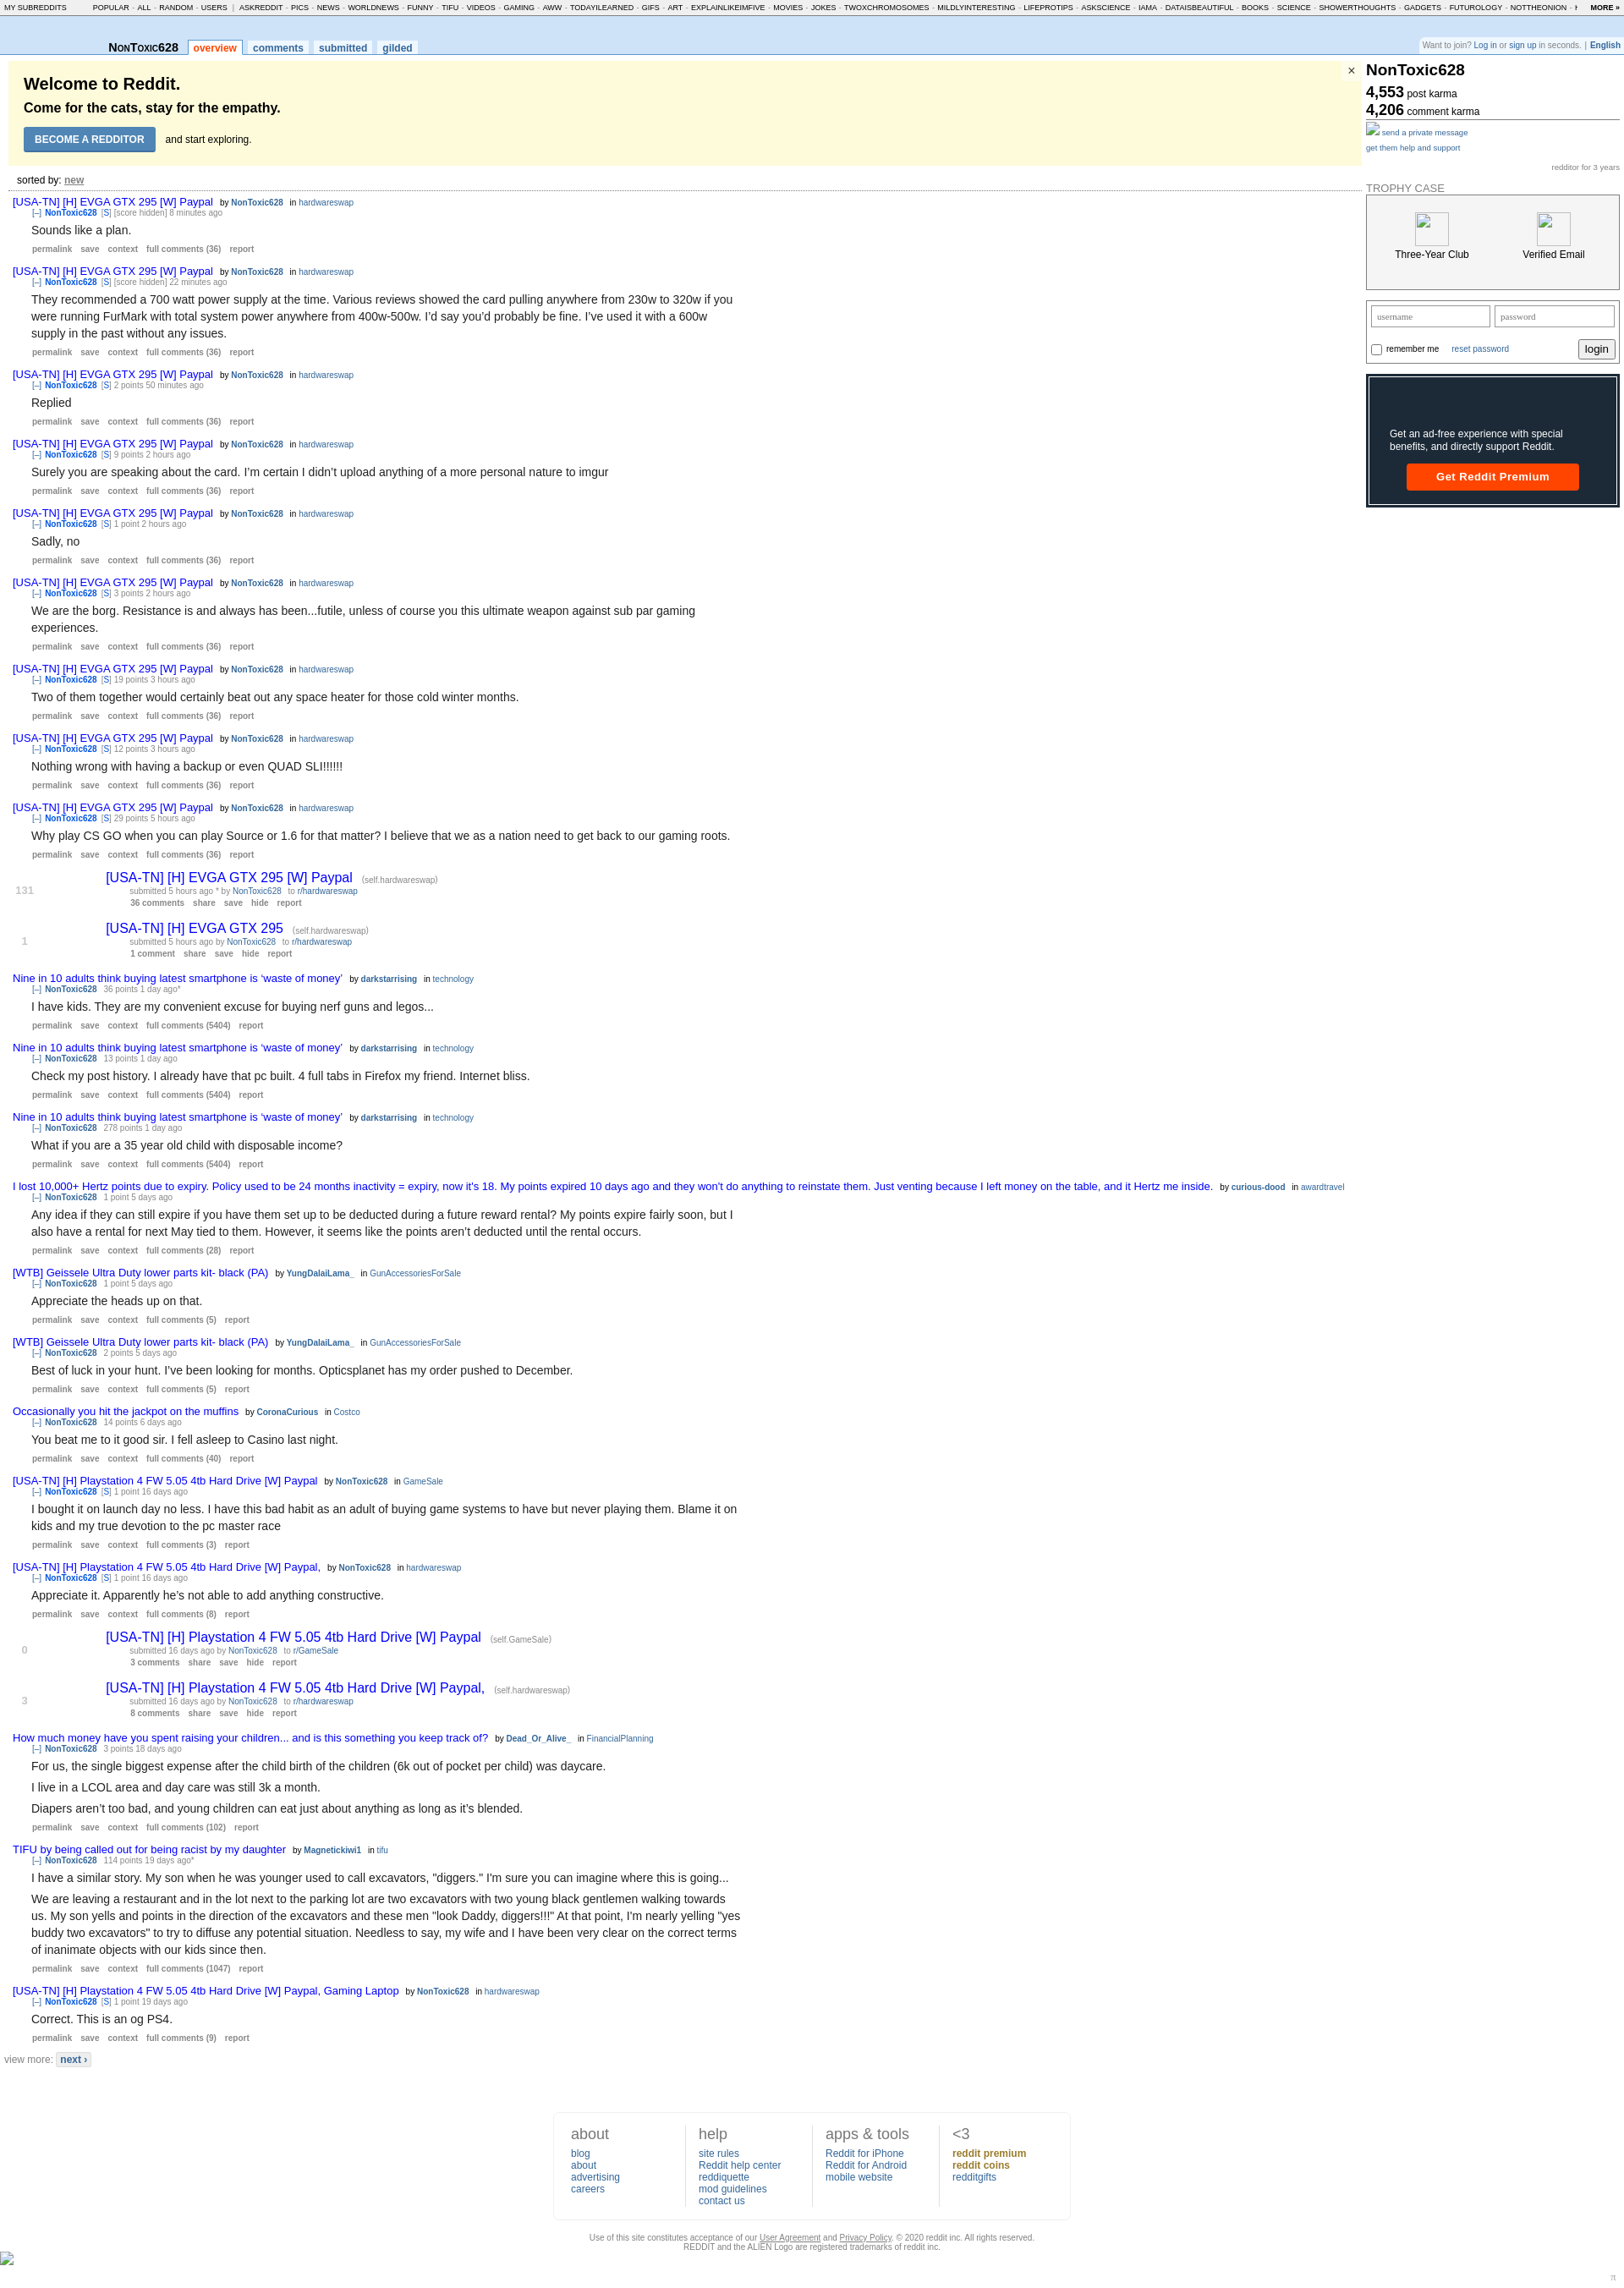 MY SUBREDDITS POPULAR - ALL - RANDOM - USERS | ASKREDDIT - PICS - NEWS - WORLDNEWS - FUNNY - TIFU - VIDEOS - GAMING - AWW - TODAYILEARNED - GIFS - ART - EXPLAINLIKEIMFIVE - MOVIES - JOKES - TWOXCHROMOSOMES - MILDLYINTERESTING - LIFEPROTIPS - ASKSCIENCE - IAMA - DATAISBEAUTIFUL - BOOKS - SCIENCE - SHOWERTHOUGHTS - GADGETS - FUTUROLOGY - NOTTHEONION - MORE »
NonToxic628 overview comments submitted gilded
Want to join? Log in or sign up in seconds. | English
Welcome to Reddit.
Come for the cats, stay for the empathy.
BECOME A REDDITOR and start exploring.
×
sorted by: new
[USA-TN] [H] EVGA GTX 295 [W] Paypal by NonToxic628 in hardwareswap
[–] NonToxic628 [S] [score hidden] 8 minutes ago
Sounds like a plan.
permalink save context full comments (36) report
[USA-TN] [H] EVGA GTX 295 [W] Paypal by NonToxic628 in hardwareswap
[–] NonToxic628 [S] [score hidden] 22 minutes ago
They recommended a 700 watt power supply at the time. Various reviews showed the card pulling anywhere from 230w to 320w if you
were running FurMark with total system power anywhere from 400w-500w. I’d say you’d probably be fine. I’ve used it with a 600w
supply in the past without any issues.
permalink save context full comments (36) report
[USA-TN] [H] EVGA GTX 295 [W] Paypal by NonToxic628 in hardwareswap
[–] NonToxic628 [S] 2 points 50 minutes ago
Replied
permalink save context full comments (36) report
[USA-TN] [H] EVGA GTX 295 [W] Paypal by NonToxic628 in hardwareswap
[–] NonToxic628 [S] 9 points 2 hours ago
Surely you are speaking about the card. I’m certain I didn’t upload anything of a more personal nature to imgur
permalink save context full comments (36) report
[USA-TN] [H] EVGA GTX 295 [W] Paypal by NonToxic628 in hardwareswap
[–] NonToxic628 [S] 1 point 2 hours ago
Sadly, no
permalink save context full comments (36) report
[USA-TN] [H] EVGA GTX 295 [W] Paypal by NonToxic628 in hardwareswap
[–] NonToxic628 [S] 3 points 2 hours ago
We are the borg. Resistance is and always has been...futile, unless of course you this ultimate weapon against sub par gaming
experiences.
permalink save context full comments (36) report
[USA-TN] [H] EVGA GTX 295 [W] Paypal by NonToxic628 in hardwareswap
[–] NonToxic628 [S] 19 points 3 hours ago
Two of them together would certainly beat out any space heater for those cold winter months.
permalink save context full comments (36) report
[USA-TN] [H] EVGA GTX 295 [W] Paypal by NonToxic628 in hardwareswap
[–] NonToxic628 [S] 12 points 3 hours ago
Nothing wrong with having a backup or even QUAD SLI!!!!!!
permalink save context full comments (36) report
[USA-TN] [H] EVGA GTX 295 [W] Paypal by NonToxic628 in hardwareswap
[–] NonToxic628 [S] 29 points 5 hours ago
Why play CS GO when you can play Source or 1.6 for that matter? I believe that we as a nation need to get back to our gaming roots.
permalink save context full comments (36) report
131
[USA-TN] [H] EVGA GTX 295 [W] Paypal (self.hardwareswap)
submitted 5 hours ago * by NonToxic628 to r/hardwareswap
36 comments share save hide report
1
[USA-TN] [H] EVGA GTX 295 (self.hardwareswap)
submitted 5 hours ago by NonToxic628 to r/hardwareswap
1 comment share save hide report
Nine in 10 adults think buying latest smartphone is ‘waste of money’ by darkstarrising in technology
[–] NonToxic628 36 points 1 day ago*
I have kids. They are my convenient excuse for buying nerf guns and legos...
permalink save context full comments (5404) report
Nine in 10 adults think buying latest smartphone is ‘waste of money’ by darkstarrising in technology
[–] NonToxic628 13 points 1 day ago
Check my post history. I already have that pc built. 4 full tabs in Firefox my friend. Internet bliss.
permalink save context full comments (5404) report
Nine in 10 adults think buying latest smartphone is ‘waste of money’ by darkstarrising in technology
[–] NonToxic628 278 points 1 day ago
What if you are a 35 year old child with disposable income?
permalink save context full comments (5404) report
I lost 10,000+ Hertz points due to expiry. Policy used to be 24 months inactivity = expiry, now it's 18. My points expired 10 days ago and they won't do anything to reinstate them. Just venting because I left money on the table, and it Hertz me inside. by curious-dood in awardtravel
[–] NonToxic628 1 point 5 days ago
Any idea if they can still expire if you have them set up to be deducted during a future reward rental? My points expire fairly soon, but I
also have a rental for next May tied to them. However, it seems like the points aren’t deducted until the rental occurs.
permalink save context full comments (28) report
[WTB] Geissele Ultra Duty lower parts kit- black (PA) by YungDalaiLama_ in GunAccessoriesForSale
[–] NonToxic628 1 point 5 days ago
Appreciate the heads up on that.
permalink save context full comments (5) report
[WTB] Geissele Ultra Duty lower parts kit- black (PA) by YungDalaiLama_ in GunAccessoriesForSale
[–] NonToxic628 2 points 5 days ago
Best of luck in your hunt. I’ve been looking for months. Opticsplanet has my order pushed to December.
permalink save context full comments (5) report
Occasionally you hit the jackpot on the muffins by CoronaCurious in Costco
[–] NonToxic628 14 points 6 days ago
You beat me to it good sir. I fell asleep to Casino last night.
permalink save context full comments (40) report
[USA-TN] [H] Playstation 4 FW 5.05 4tb Hard Drive [W] Paypal by NonToxic628 in GameSale
[–] NonToxic628 [S] 1 point 16 days ago
I bought it on launch day no less. I have this bad habit as an adult of buying game systems to have but never playing them. Blame it on
kids and my true devotion to the pc master race
permalink save context full comments (3) report
[USA-TN] [H] Playstation 4 FW 5.05 4tb Hard Drive [W] Paypal, by NonToxic628 in hardwareswap
[–] NonToxic628 [S] 1 point 16 days ago
Appreciate it. Apparently he’s not able to add anything constructive.
permalink save context full comments (8) report
0
[USA-TN] [H] Playstation 4 FW 5.05 4tb Hard Drive [W] Paypal (self.GameSale)
submitted 16 days ago by NonToxic628 to r/GameSale
3 comments share save hide report
3
[USA-TN] [H] Playstation 4 FW 5.05 4tb Hard Drive [W] Paypal, (self.hardwareswap)
submitted 16 days ago by NonToxic628 to r/hardwareswap
8 comments share save hide report
How much money have you spent raising your children... and is this something you keep track of? by Dead_Or_Alive_ in FinancialPlanning
[–] NonToxic628 3 points 18 days ago
For us, the single biggest expense after the child birth of the children (6k out of pocket per child) was daycare.
I live in a LCOL area and day care was still 3k a month.
Diapers aren’t too bad, and young children can eat just about anything as long as it’s blended.
permalink save context full comments (102) report
TIFU by being called out for being racist by my daughter by Magnetickiwi1 in tifu
[–] NonToxic628 114 points 19 days ago*
I have a similar story. My son when he was younger used to call excavators, "diggers." I'm sure you can imagine where this is going...
We are leaving a restaurant and in the lot next to the parking lot are two excavators with two young black gentlemen walking towards
us. My son yells and points in the direction of the excavators and these men "look Daddy, diggers!!!" At that point, I'm nearly yelling "yes
buddy two excavators" to try to diffuse any potential situation. Needless to say, my wife and I have been very clear on the correct terms
of inanimate objects with our kids since then.
permalink save context full comments (1047) report
[USA-TN] [H] Playstation 4 FW 5.05 4tb Hard Drive [W] Paypal, Gaming Laptop by NonToxic628 in hardwareswap
[–] NonToxic628 [S] 1 point 19 days ago
Correct. This is an og PS4.
permalink save context full comments (9) report
view more: next ›
NonToxic628
4,553 post karma
4,206 comment karma
send a private message
get them help and support
redditor for 3 years
TROPHY CASE
Three-Year Club Verified Email
username password
remember me reset password login
Get an ad-free experience with special
benefits, and directly support Reddit.
Get Reddit Premium
about
blog
about
advertising
careers
help
site rules
Reddit help center
reddiquette
mod guidelines
contact us
apps & tools
Reddit for iPhone
Reddit for Android
mobile website
<3
reddit premium
reddit coins
redditgifts
Use of this site constitutes acceptance of our User Agreement and Privacy Policy. © 2020 reddit inc. All rights reserved.
REDDIT and the ALIEN Logo are registered trademarks of reddit inc.
π